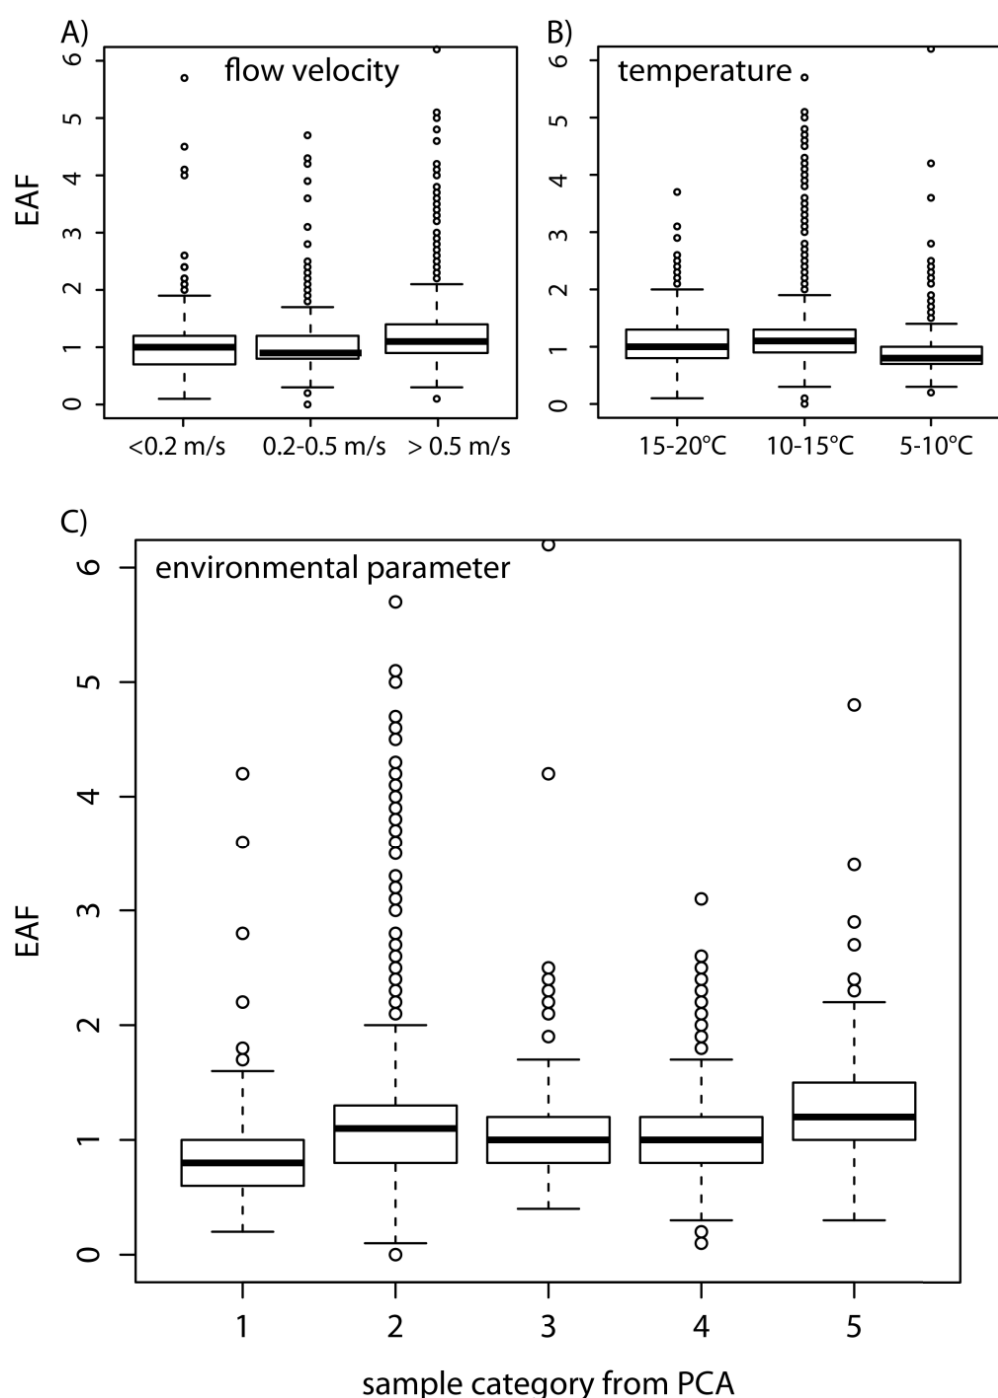 A)
flow velocity
EAF
6
5
4
3
2
1
0
<0.2 m/s 0.2-0.5 m/s > 0.5 m/s
B)
temperature
6
5
4
3
2
1
0
15-20°C 10-15°C 5-10°C
C)
environmental parameter
EAF
6
5
4
3
2
1
0
1 2 3 4 5
sample category from PCA